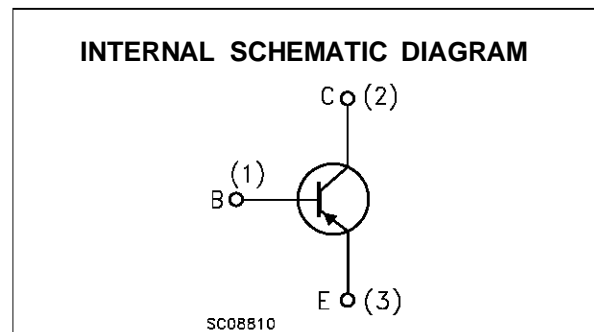 INTERNAL SCHEMATIC DIAGRAM
C (2)
(1)
B
E (3)
SC08810